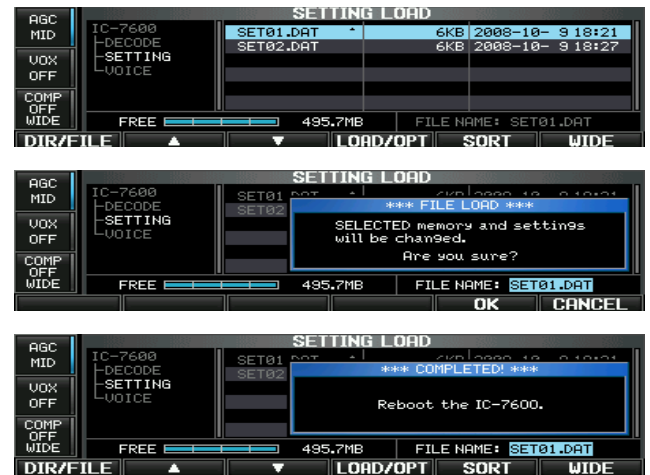 SETTING LOAD
AGC
MID
VOX
OFF
COMP
OFF
WIDE
IC-7600
DECODE
SETTING
VOICE
SET01.DAT 6KB 2008-10- 9 18:21
SET02.DAT 6KB 2008-10- 9 18:27
FREE 495.7MB FILE NAME: SET01.DAT
DIR/FILE ▲ ▼ LOAD/OPT SORT WIDE
SETTING LOAD
AGC
MID
VOX
OFF
COMP
OFF
WIDE
IC-7600
DECODE
SETTING
VOICE
SET01
SET02
*** FILE LOAD ***
SELECTED memory and settings
will be changed.
Are you sure?
FREE 495.7MB FILE NAME: SET01.DAT
OK CANCEL
SETTING LOAD
AGC
MID
VOX
OFF
COMP
OFF
WIDE
IC-7600
DECODE
SETTING
VOICE
SET01
SET02
*** COMPLETED! ***
Reboot the IC-7600.
FREE 495.7MB FILE NAME: SET01.DAT
DIR/FILE ▲ ▼ LOAD/OPT SORT WIDE